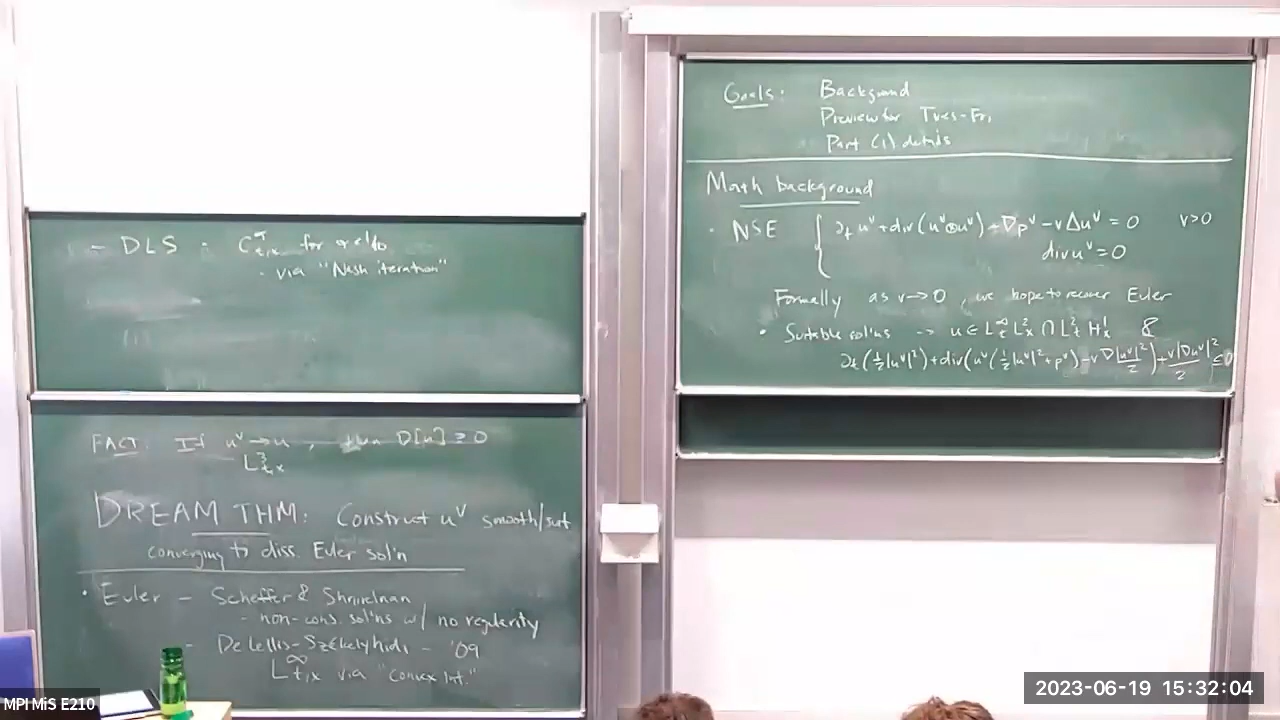 Goals: Background
Preview for Tues-Fri
Part (1) details
Math background
· NSE { ∂_t u^ν + div(u^ν ⊗ u^ν) + ∇p^ν - ν Δu^ν = 0 ν>0
div u^ν = 0
Formally as ν → 0, we hope to recover Euler
· Suitable sol'ns → u ∈ L^∞_t L^2_x ∩ L^2_t H^1_x &
∂_t(½|u^ν|^2) + div(u^ν(½|u^ν|^2 + p^ν) - ν ∇|u^ν|^2/2) + ν|∇u^ν|^2/2 ≤ 0
FACT: If u^ν → u, then D[u] ≥ 0
L^3_{t,x}
DREAM THM: Construct u^ν smooth/suit
converging to diss. Euler sol'n
· Euler - Scheffer & Shnirelman
- non-cons. sol'ns w/ no regularity
- De Lellis-Székelyhidi - '09
L^∞_{t,x} via "Convex Int."
- DLS · C^α_{t,x} for α<1/10
· via "Nash iteration"
MPI MiS E210
2023-06-19 15:32:04